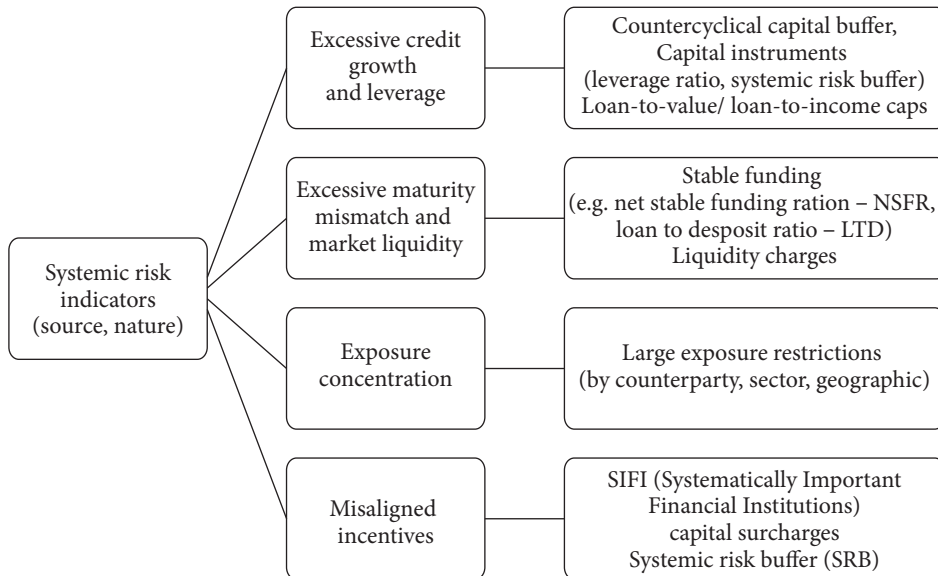 Systemic risk
indicators
(source, nature)
Excessive credit
growth
and leverage
Countercyclical capital buffer,
Capital instruments
(leverage ratio, systemic risk buffer)
Loan-to-value/ loan-to-income caps
Excessive maturity
mismatch and
market liquidity
Stable funding
(e.g. net stable funding ration – NSFR,
loan to desposit ratio – LTD)
Liquidity charges
Exposure
concentration
Large exposure restrictions
(by counterparty, sector, geographic)
Misaligned
incentives
SIFI (Systematically Important
Financial Institutions)
capital surcharges
Systemic risk buffer (SRB)